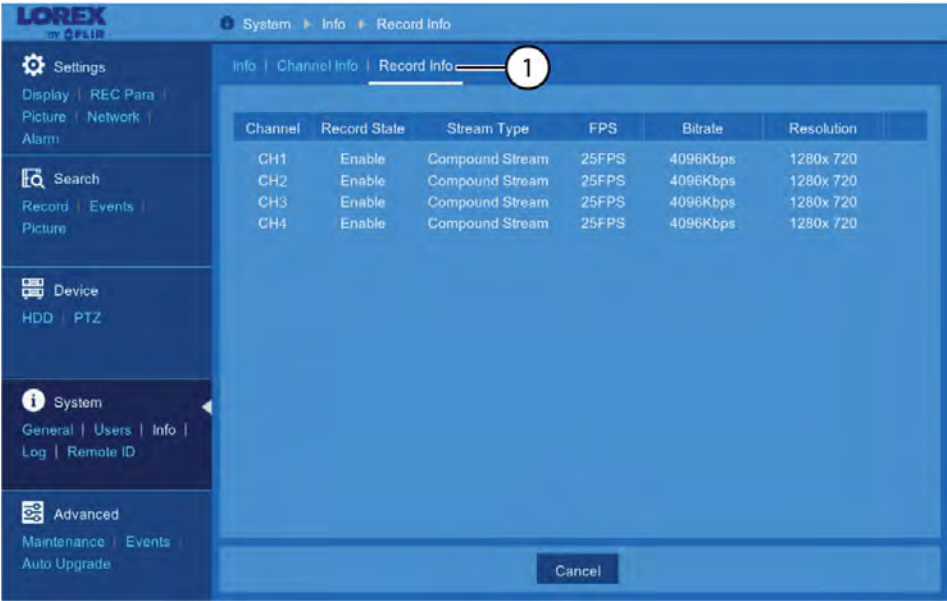 LOREX
BY FLIR
System Info Record Info
Settings
Display | REC Para |
Picture | Network |
Alarm
Search
Record | Events |
Picture
Device
HDD | PTZ
System
General | Users | Info |
Log | Remote ID
Advanced
Maintenance | Events |
Auto Upgrade
Info | Channel Info | Record Info 1
Channel Record State Stream Type FPS Bitrate Resolution
CH1 Enable Compound Stream 25FPS 4096Kbps 1280x 720
CH2 Enable Compound Stream 25FPS 4096Kbps 1280x 720
CH3 Enable Compound Stream 25FPS 4096Kbps 1280x 720
CH4 Enable Compound Stream 25FPS 4096Kbps 1280x 720
Cancel